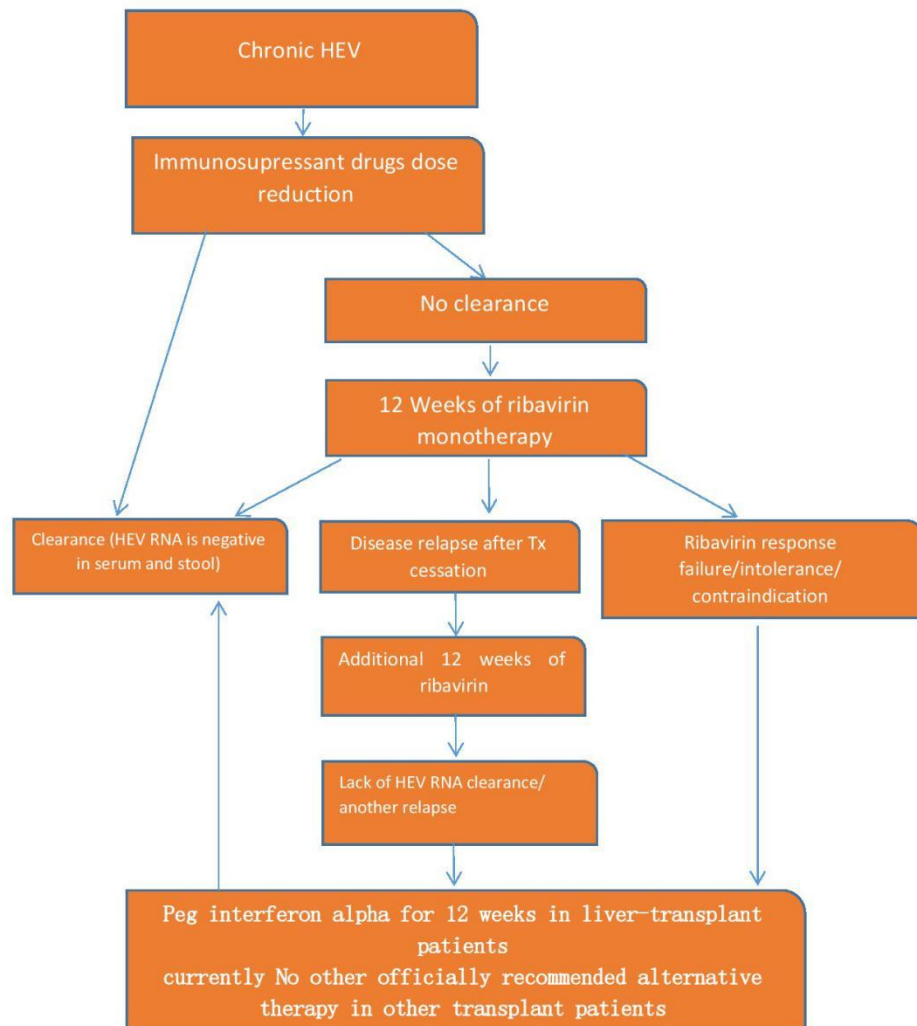 Chronic HEV
Immunosupressant drugs dose
reduction
No clearance
12 Weeks of ribavirin
monotherapy
Clearance (HEV RNA is negative
in serum and stool)
Disease relapse after Tx
cessation
Ribavirin response
failure/intolerance/
contraindication
Additional 12 weeks of
ribavirin
Lack of HEV RNA clearance/
another relapse
Peg interferon alpha for 12 weeks in liver-transplant
patients
currently No other officially recommended alternative
therapy in other transplant patients